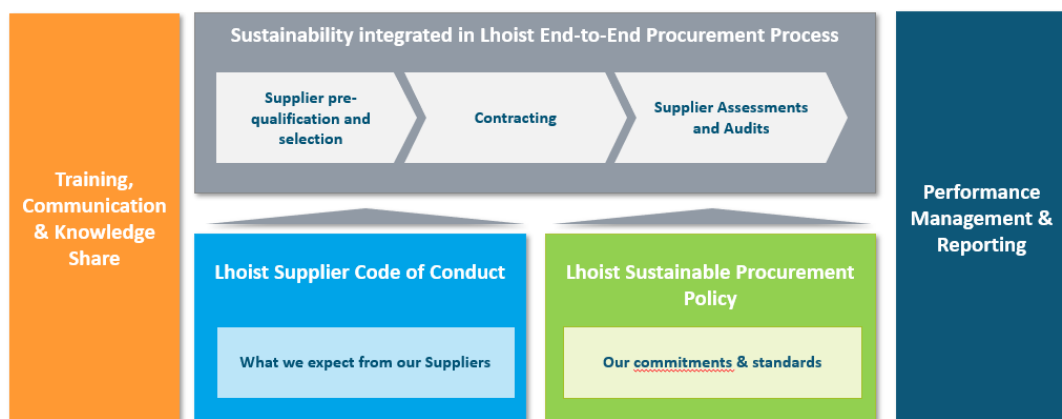 Sustainability integrated in Lhoist End-to-End Procurement Process
Supplier pre-
qualification and
selection
Contracting
Supplier Assessments
and Audits
Training,
Communication
& Knowledge
Share
Performance
Management &
Reporting
Lhoist Supplier Code of Conduct
What we expect from our Suppliers
Lhoist Sustainable Procurement
Policy
Our commitments & standards